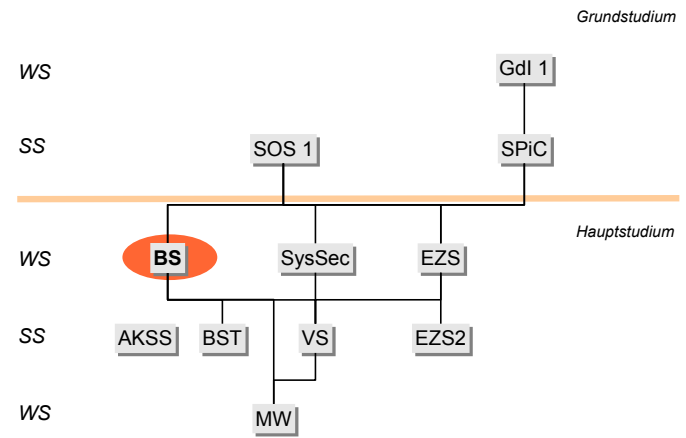 Grundstudium
WS GdI 1
SS SOS 1 SPiC
Hauptstudium
WS BS SysSec EZS
SS AKSS BST VS EZS2
WS MW